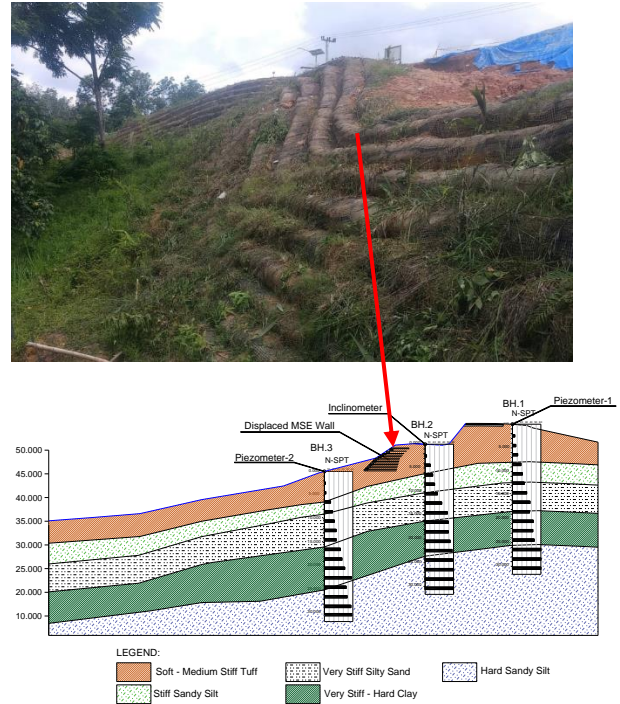 Inclinometer
BH.1
N-SPT
Piezometer-1
Displaced MSE Wall
BH.2
N-SPT
BH.3
N-SPT
Piezometer-2
50.000
45.000
40.000
35.000
30.000
25.000
20.000
10.000
LEGEND:
Soft - Medium Stiff Tuff
Very Stiff Silty Sand
Hard Sandy Silt
Stiff Sandy Silt
Very Stiff - Hard Clay